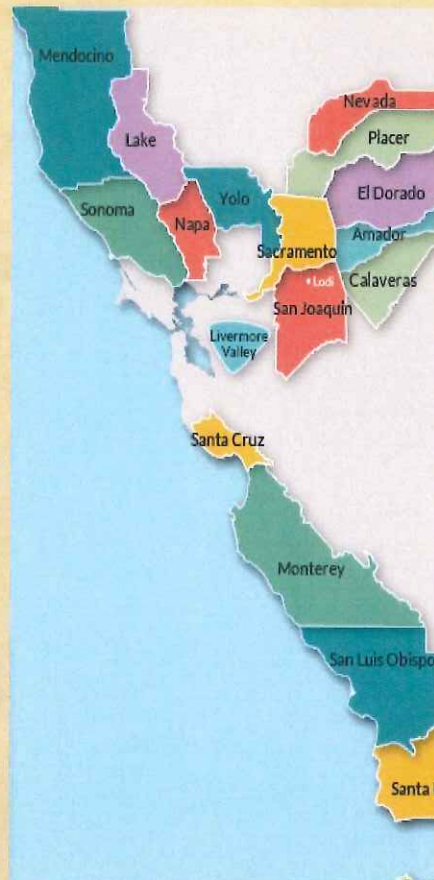 Mendocino
Nevada
Placer
Lake
El Dorado
Yolo
Sonoma
Napa
Amador
Sacramento
Lodi
Calaveras
San Joaquin
Livermore
Valley
Santa Cruz
Monterey
San Luis Obispo
Santa